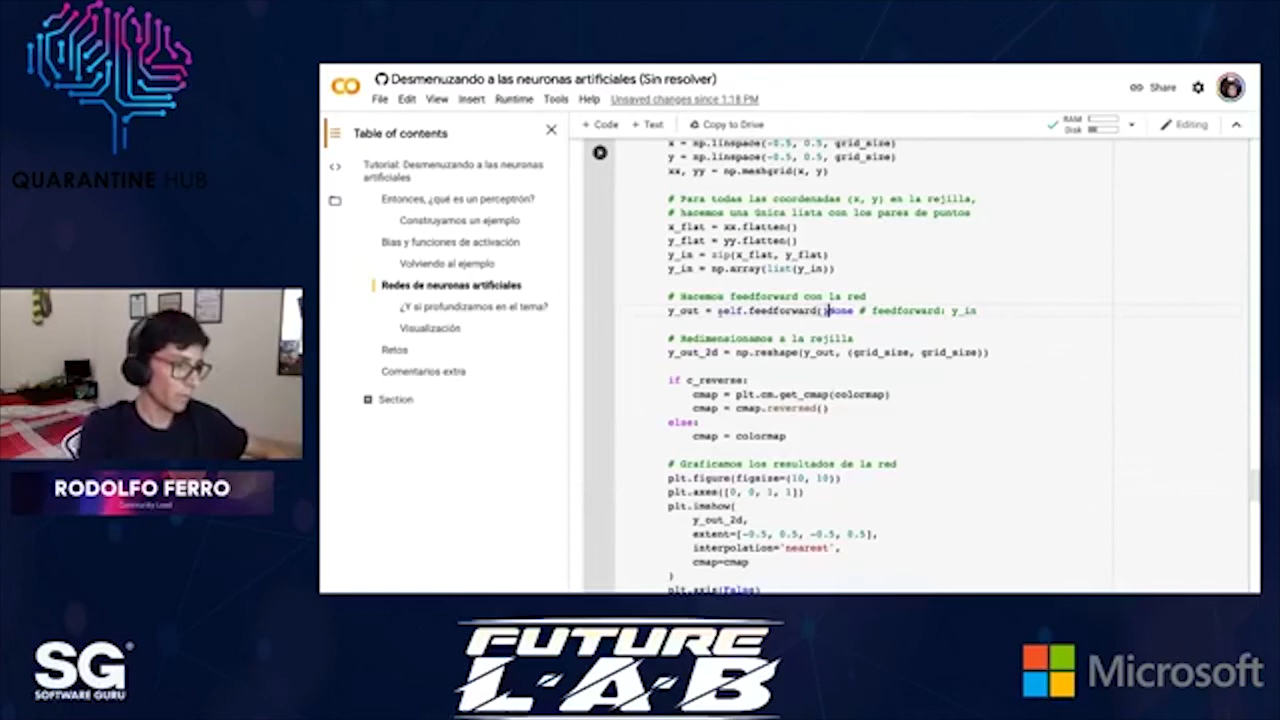 QUARANTINE HUB
RODOLFO FERRO
Community Lead
SG
SOFTWARE GURU
Desmenuzando a las neuronas artificiales (Sin resolver)
File Edit View Insert Runtime Tools Help Unsaved changes since 1:18 PM
Share
Table of contents
Tutorial: Desmenuzando a las neuronas
artificiales
Entonces, ¿qué es un perceptrón?
Construyamos un ejemplo
Bias y funciones de activación
Volviendo al ejemplo
Redes de neuronas artificiales
¿Y si profundizamos en el tema?
Visualización
Retos
Comentarios extra
Section
+ Code + Text Copy to Drive
RAM
Disk
Editing
x = np.linspace(-0.5, 0.5, grid_size)
y = np.linspace(-0.5, 0.5, grid_size)
xx, yy = np.meshgrid(x, y)
# Para todas las coordenadas (x, y) en la rejilla,
# hacemos una única lista con los pares de puntos
x_flat = xx.flatten()
y_flat = yy.flatten()
y_in = zip(x_flat, y_flat)
y_in = np.array(list(y_in))
# Hacemos feedforward con la red
y_out = self.feedforward()None # feedforward: y_in
# Redimensionamos a la rejilla
y_out_2d = np.reshape(y_out, (grid_size, grid_size))
if c_reverse:
cmap = plt.cm.get_cmap(colormap)
cmap = cmap.reversed()
else:
cmap = colormap
# Graficamos los resultados de la red
plt.figure(figsize=(10, 10))
plt.axes([0, 0, 1, 1])
plt.imshow(
y_out_2d,
extent=[-0.5, 0.5, -0.5, 0.5],
interpolation='nearest',
cmap=cmap
)
plt.axis(False)
FUTURE
L·A·B
Microsoft